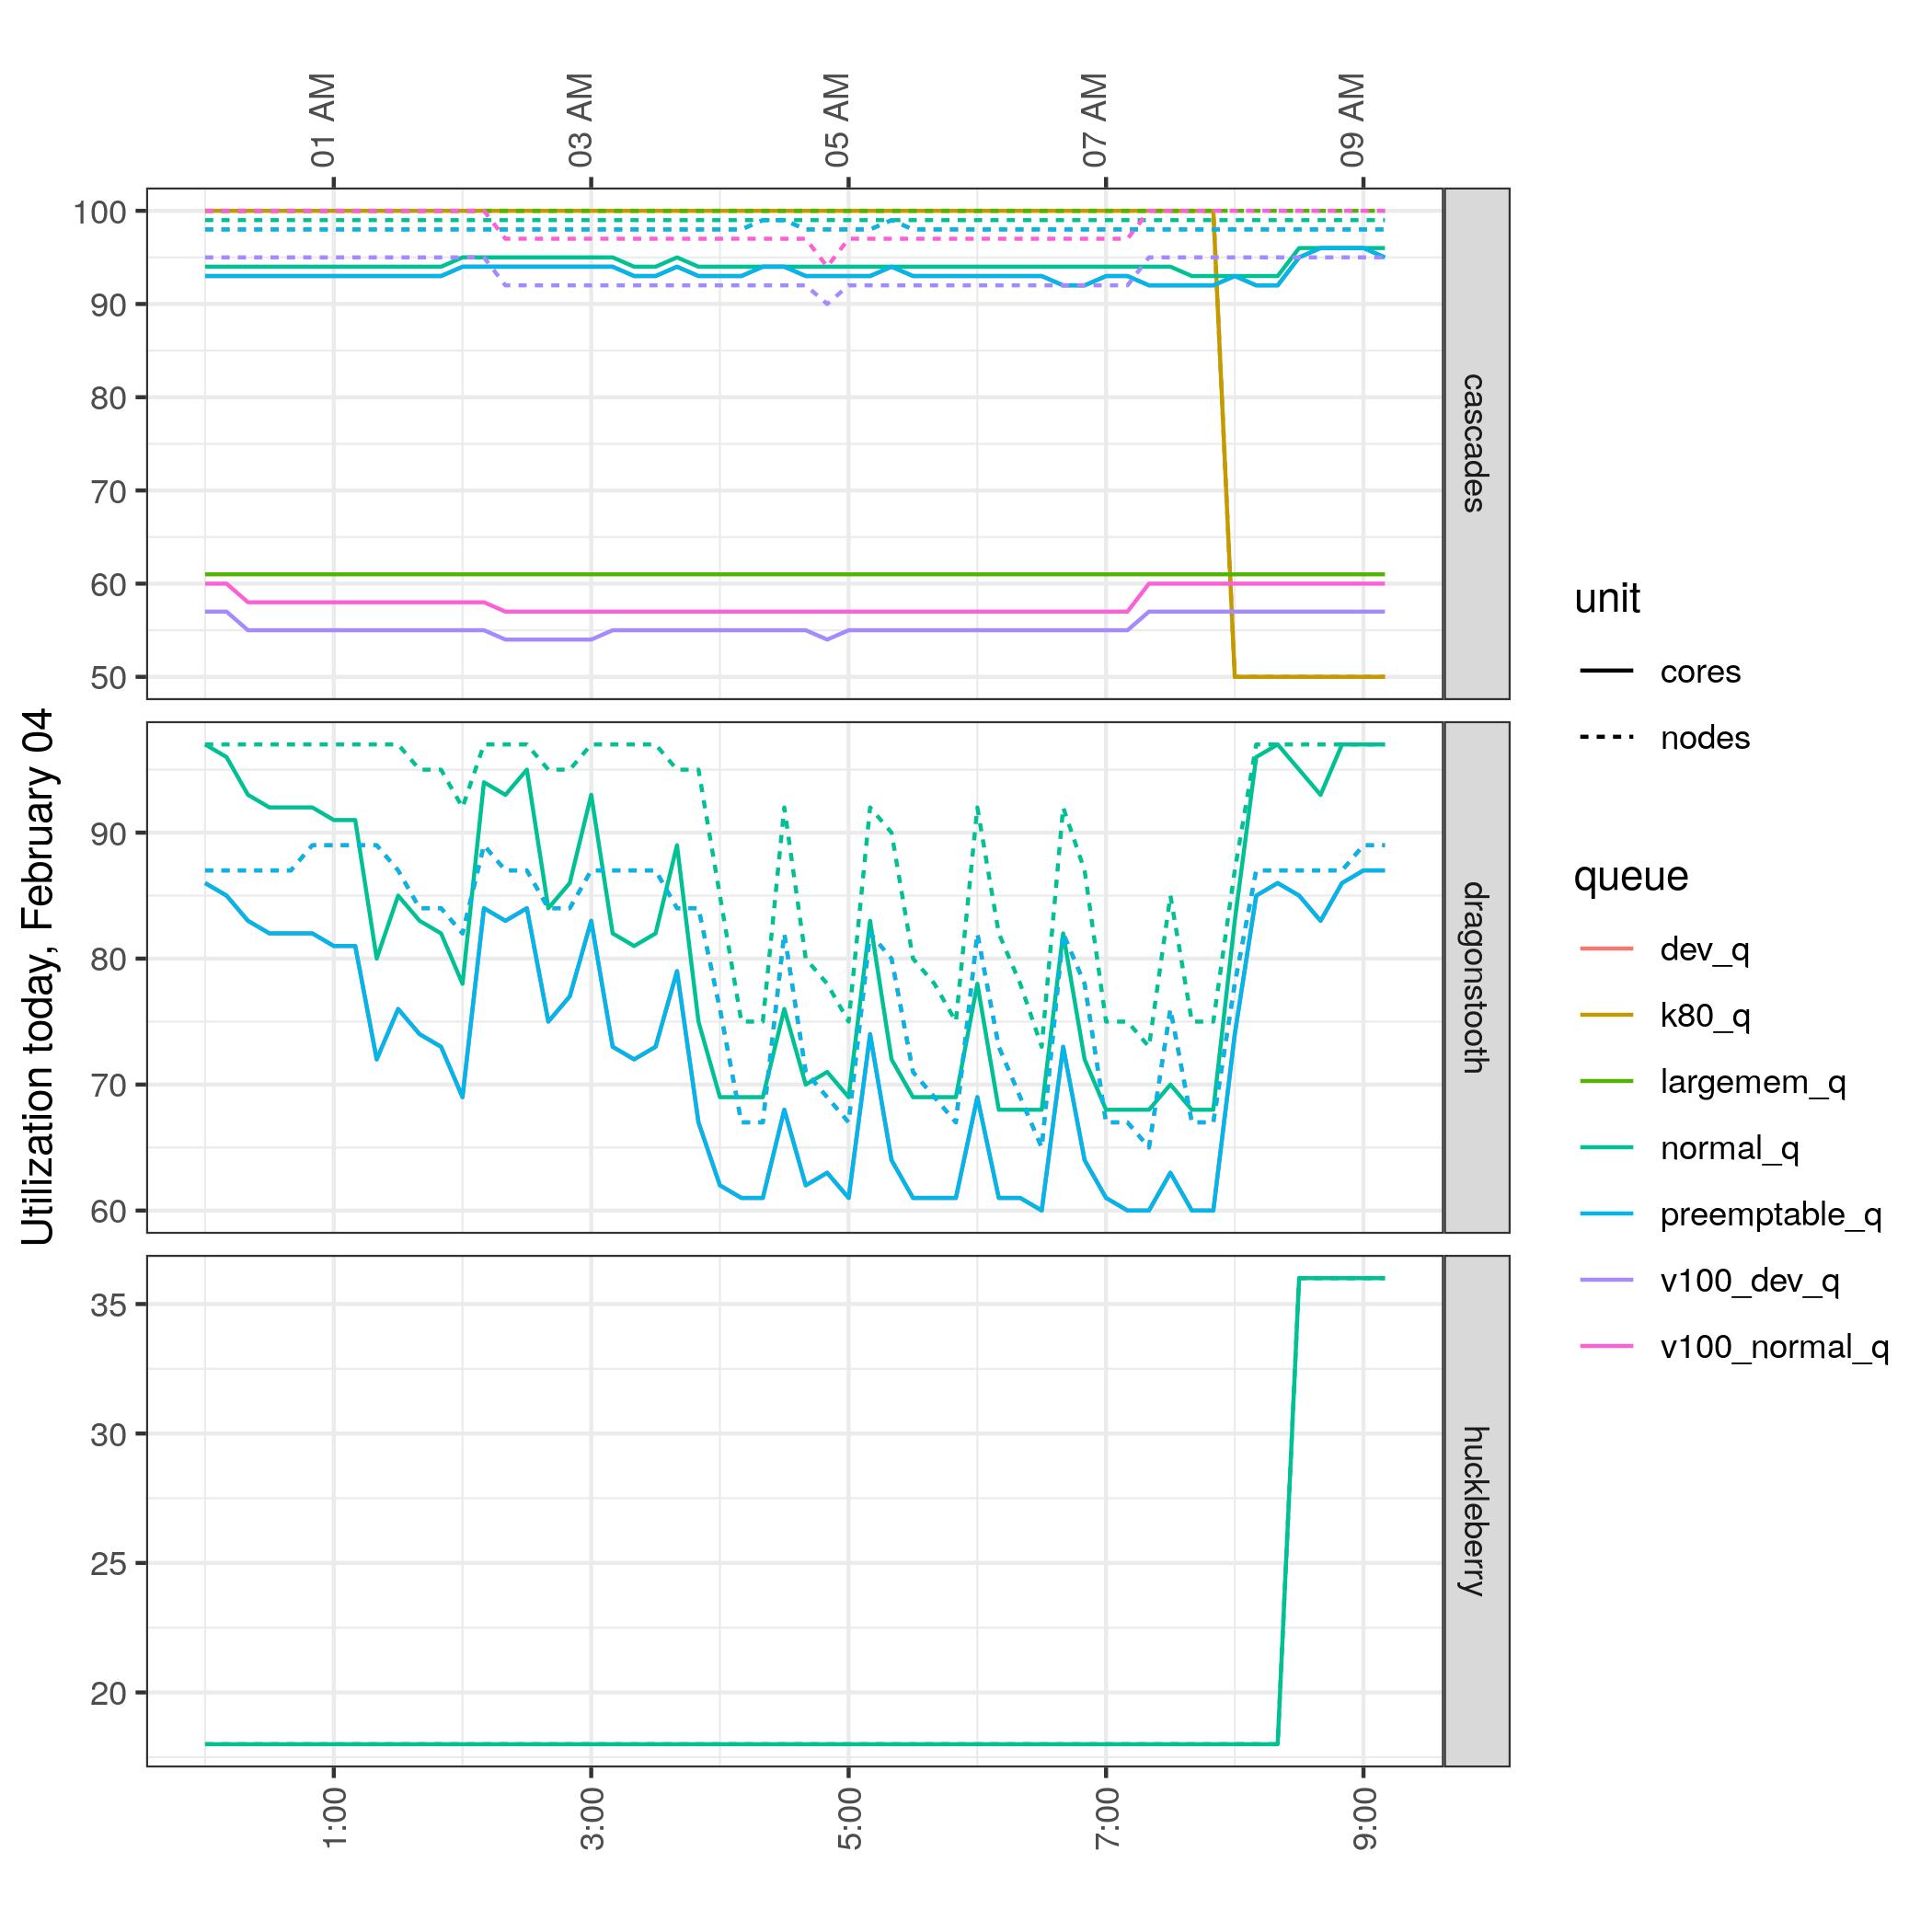 01 AM
03 AM
05 AM
07 AM
09 AM
100
90
80
70
60
50
cascades
90
80
70
60
dragonstooth
35
30
25
20
huckleberry
1:00
3:00
5:00
7:00
9:00
Utilization today, February 04
unit
cores
nodes
queue
dev_q
k80_q
largemem_q
normal_q
preemptable_q
v100_dev_q
v100_normal_q